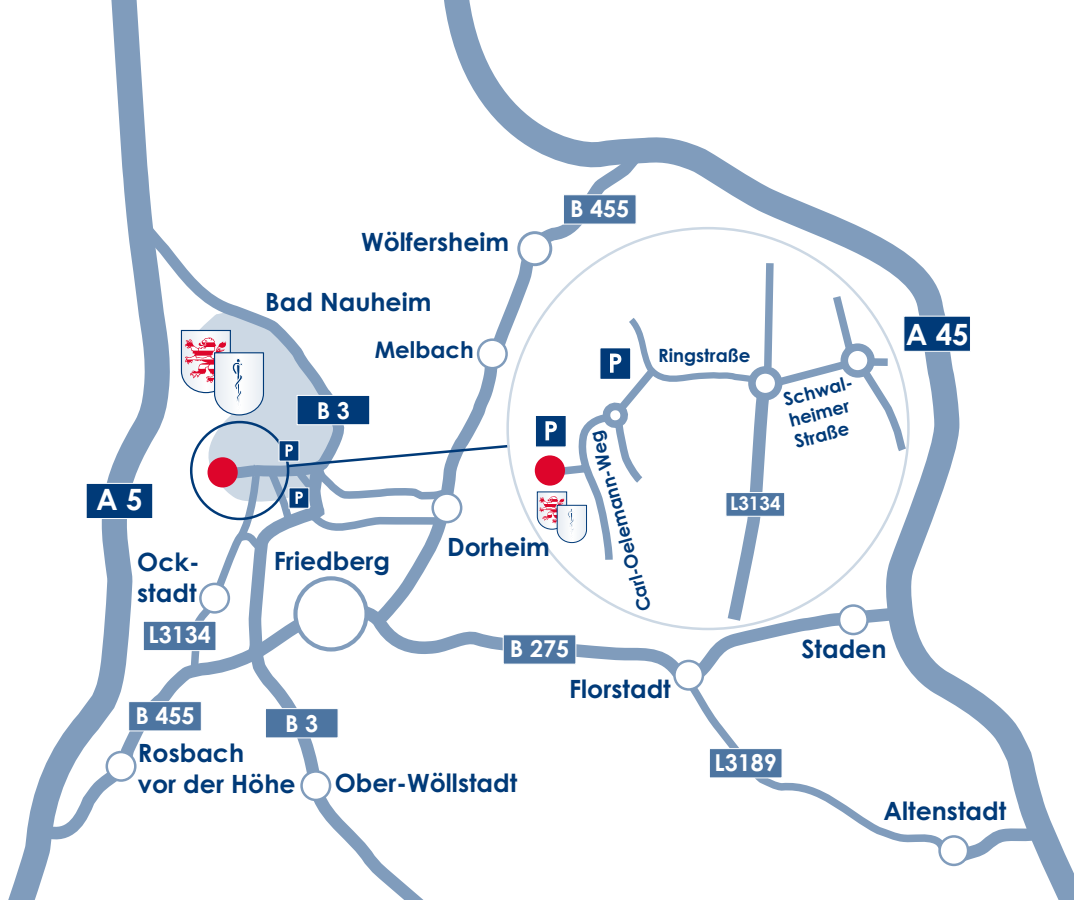 B 455
Wölfersheim
Bad Nauheim
A 45
Melbach
P
Ringstraße
Schwal-
heimer
Straße
B 3
P
P
P
Carl-Oelemann-Weg
A 5
L3134
Dorheim
Friedberg
Ock-
stadt
L3134
B 275
Staden
Florstadt
B 455
B 3
Rosbach
vor der Höhe
Ober-Wöllstadt
L3189
Altenstadt